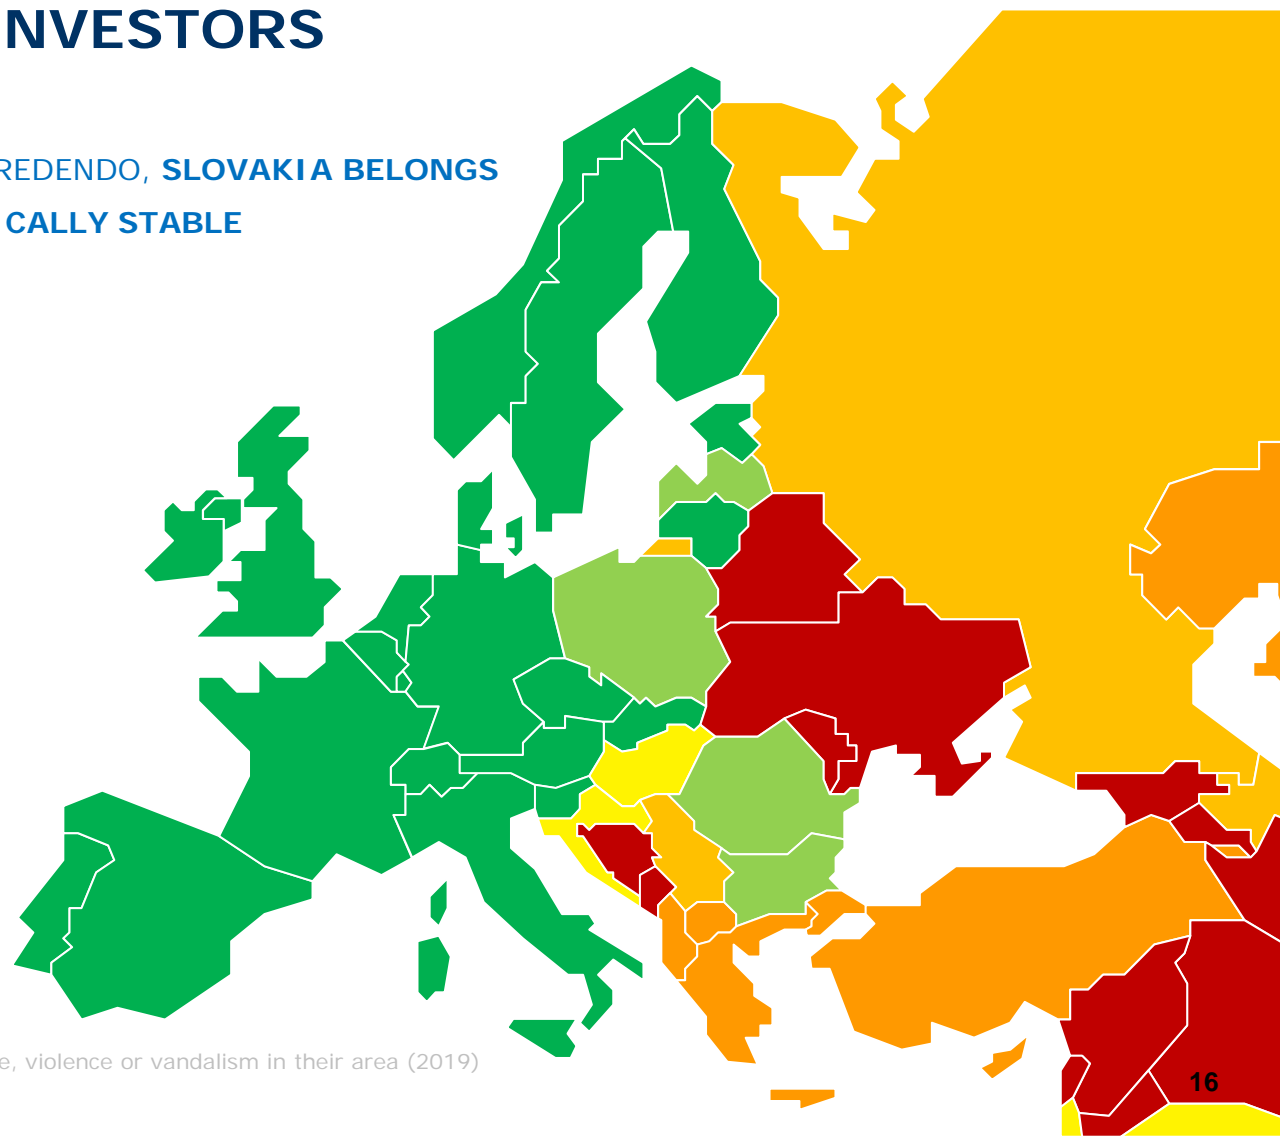 NVESTORS
REDENDO, SLOVAKIA BELONGS
CALLY STABLE
e, violence or vandalism in their area (2019)
16